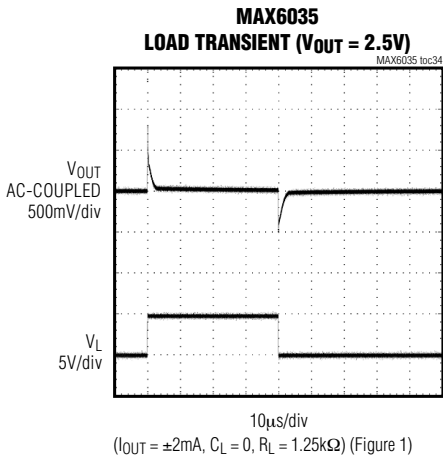 MAX6035
LOAD TRANSIENT (VOUT = 2.5V)
MAX6035 toc34
VOUT
AC-COUPLED
500mV/div
VL
5V/div
10μs/div
(IOUT = ±2mA, CL = 0, RL = 1.25kΩ) (Figure 1)